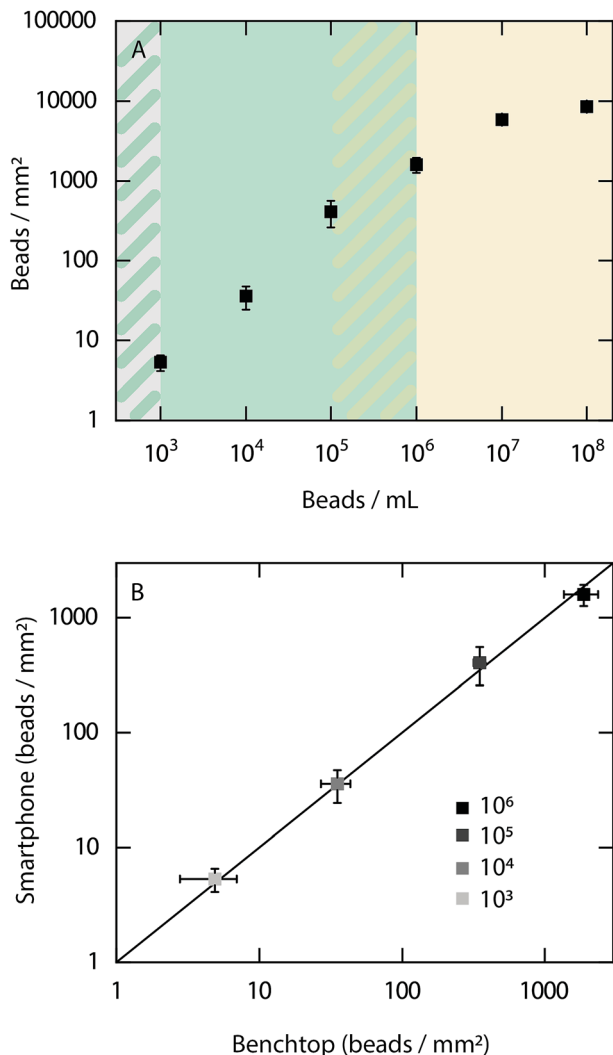 100000
A
10000
1000
100
10
1
Beads / mm²
10³ 10⁴ 10⁵ 10⁶ 10⁷ 10⁸
Beads / mL
B
1000
100
10
1
Smartphone (beads / mm²)
10⁶
10⁵
10⁴
10³
1 10 100 1000
Benchtop (beads / mm²)